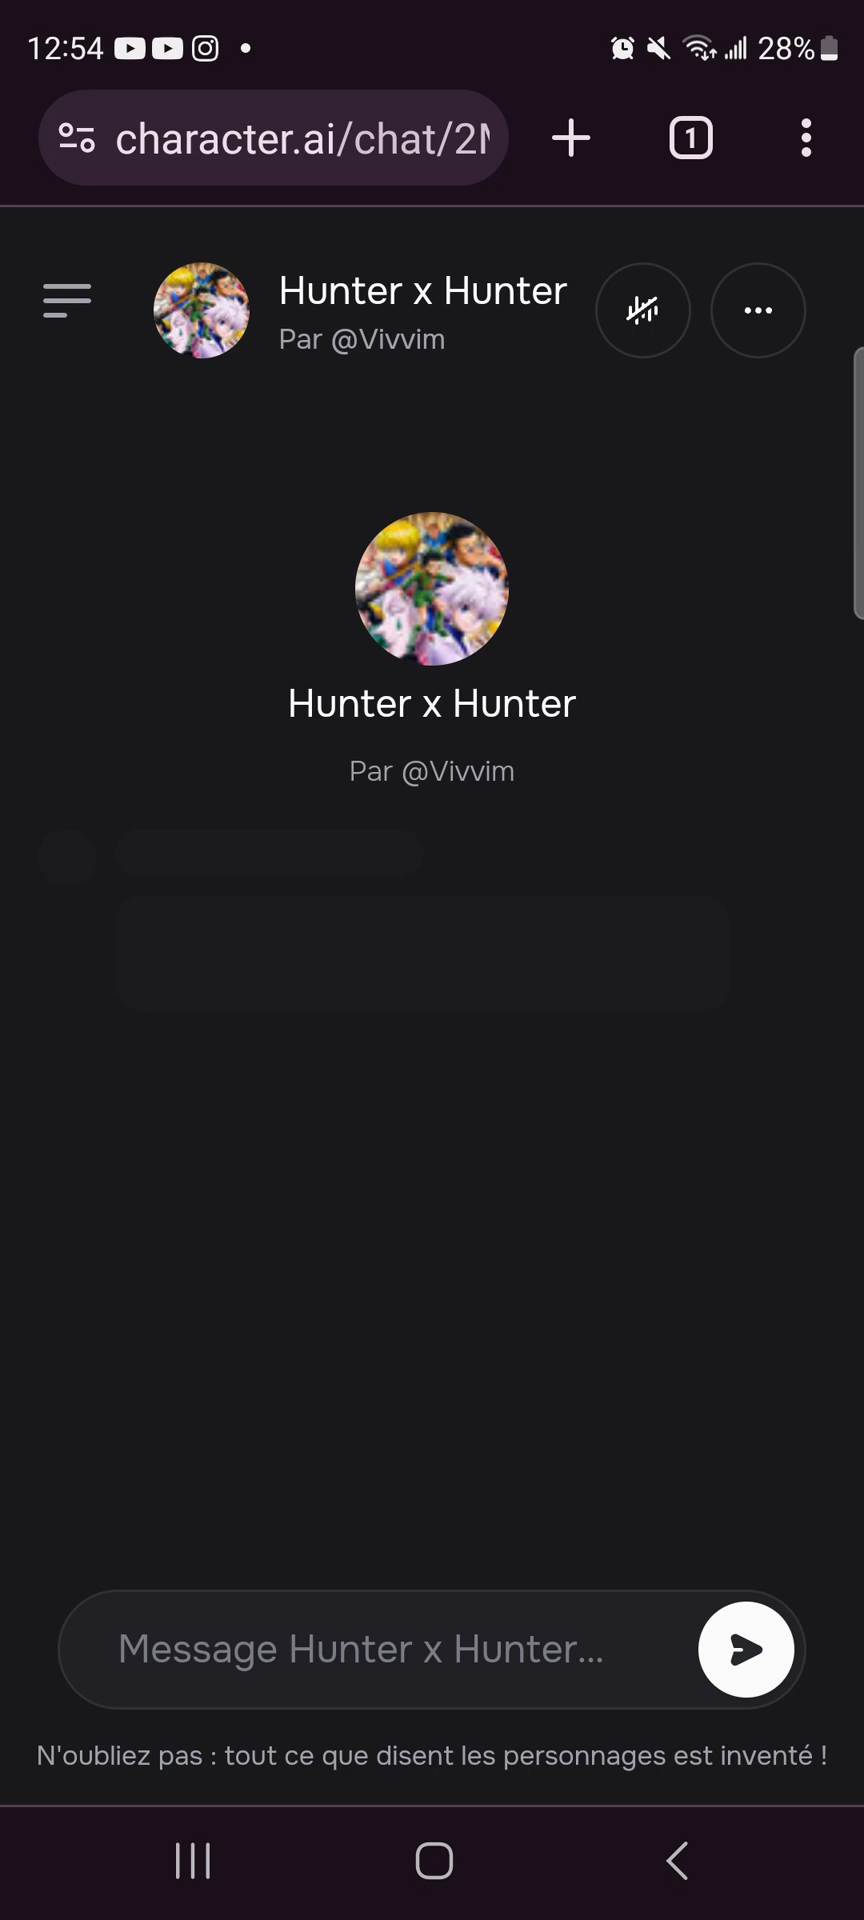 12:54
28%
character.ai/chat/2
1
Hunter x Hunter
Par @Vivvim
Hunter x Hunter
Par @Vivvim
Message Hunter x Hunter...
N'oubliez pas : tout ce que disent les personnages est inventé !